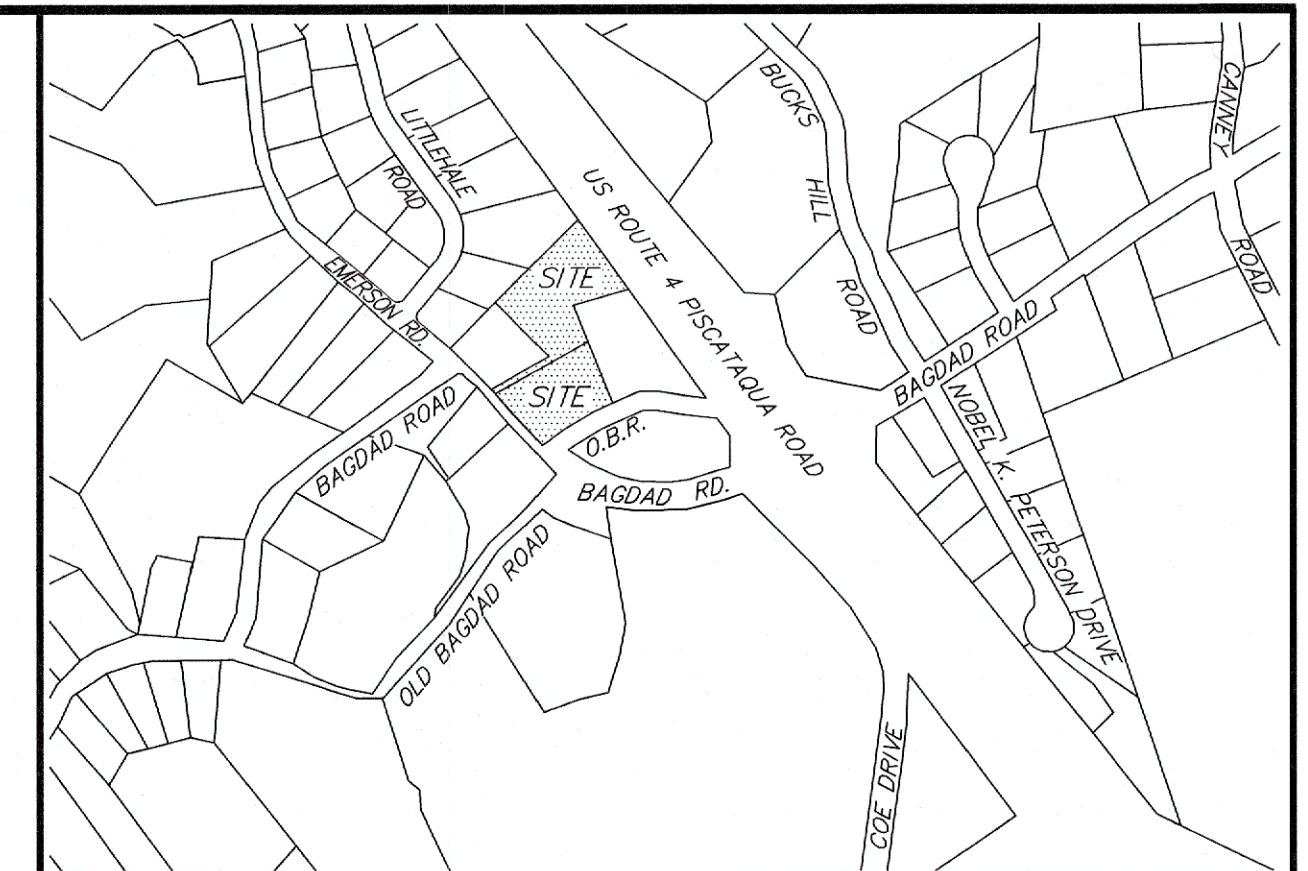 BUCKS
HILL
ROAD
CANNEY
ROAD
LITTLEHALE
ROAD
US ROUTE 4 PISCATAQUA ROAD
EMERSON RD.
SITE
SITE
BAGDAD ROAD
NOBEL K. PETERSON DRIVE
BAGDAD ROAD
O.B.R.
BAGDAD RD.
OLD BAGDAD ROAD
COE DRIVE